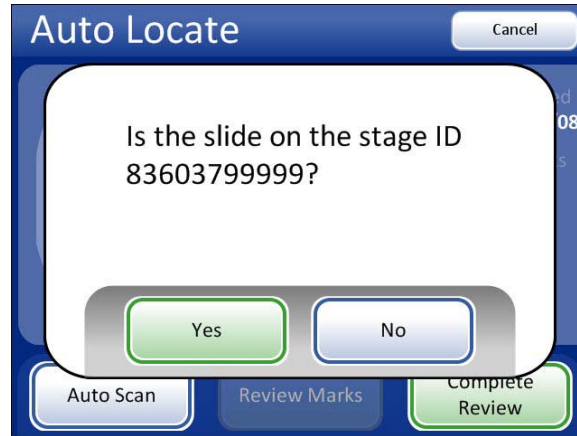 Auto Locate
Cancel
08
Is the slide on the stage ID
83603799999?
Yes
No
Auto Scan
Review Marks
Complete
Review